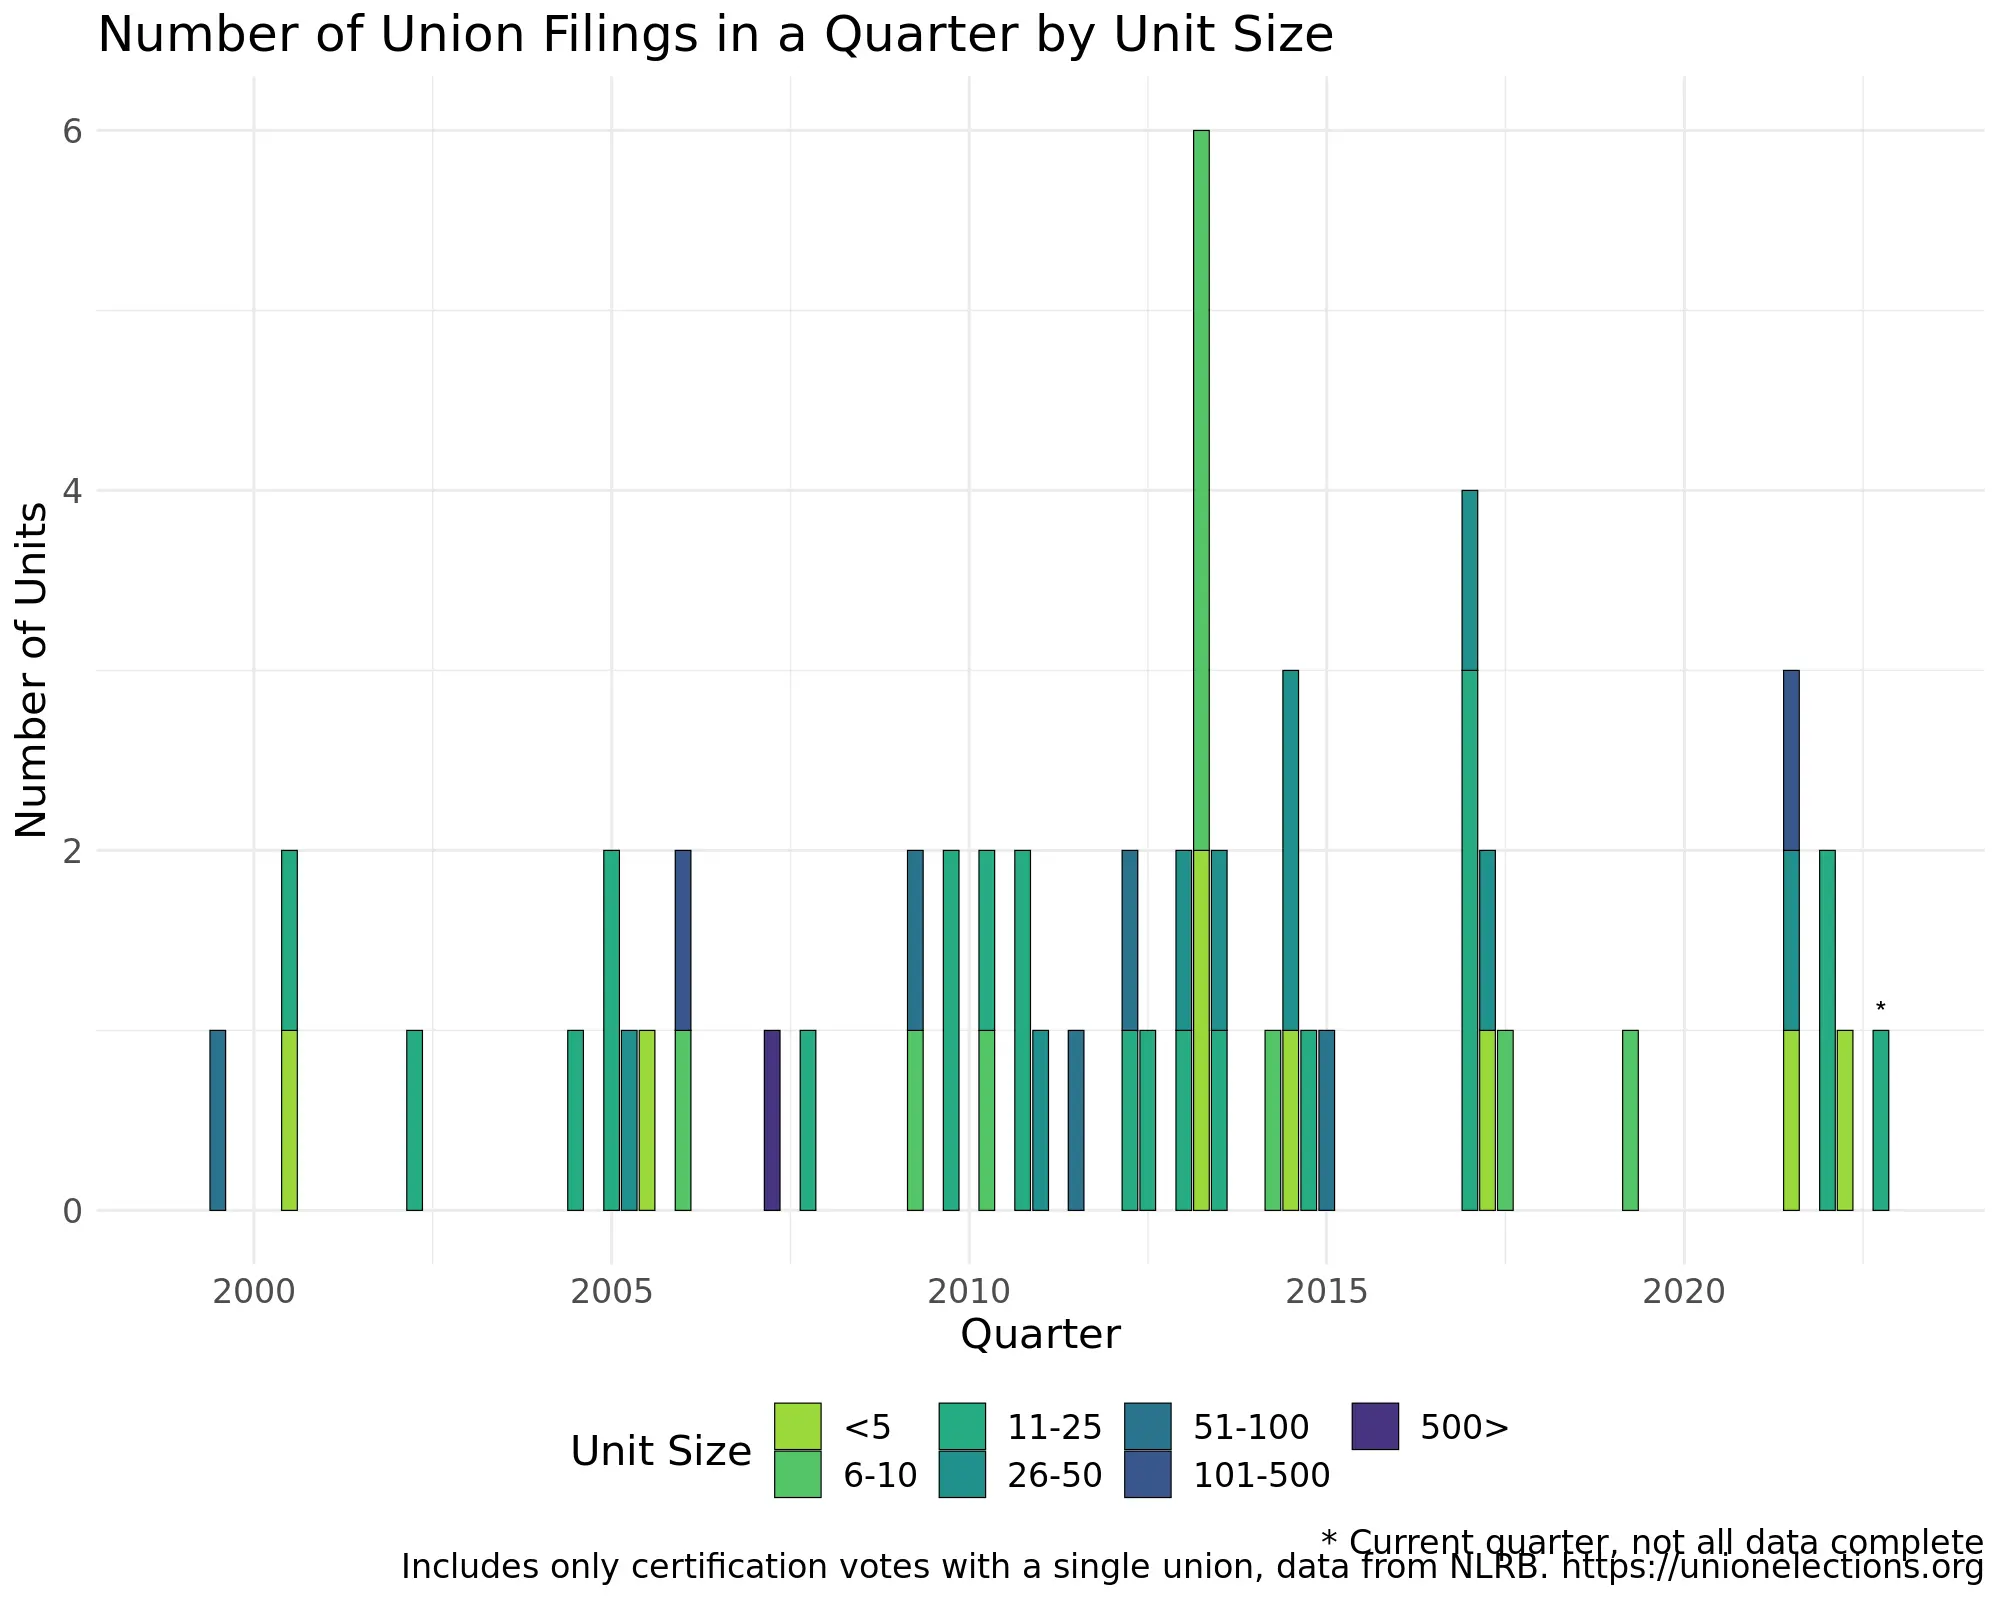 Number of Union Filings in a Quarter by Unit Size
6
4
2
0
Number of Units
*
2000 2005 2010 2015 2020
Quarter
Unit Size
<5 11-25 51-100 500>
6-10 26-50 101-500
* Current quarter, not all data complete
Includes only certification votes with a single union, data from NLRB. https://unionelections.org